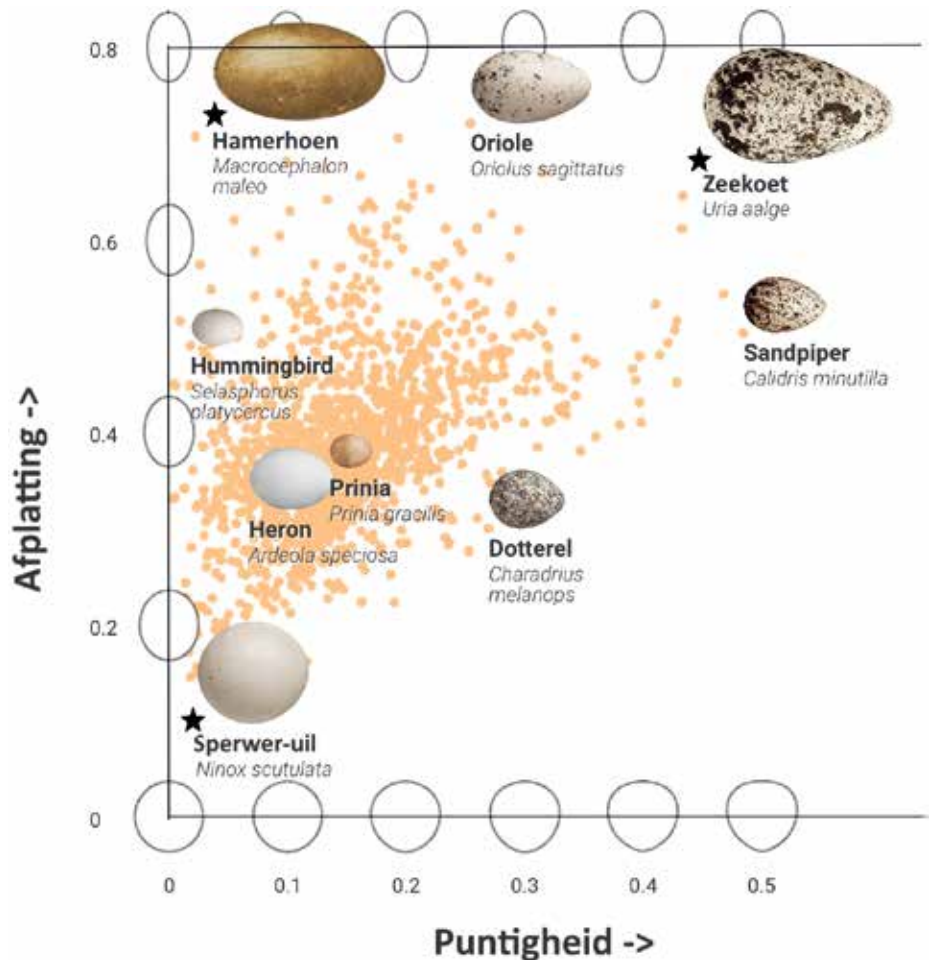 0.8
Hamerhoen
Macrocephalon
maleo
Oriole
Oriolus sagittatus
Zeekoet
Uria aalge
0.6
Sandpiper
Calidris minutilla
Hummingbird
Selasphorus
platycercus
0.4
Prinia
Prinia gracilis
Heron
Ardeola speciosa
Dotterel
Charadrius
melanops
Afplatting ->
0.2
Sperwer-uil
Ninox scutulata
0
0 0.1 0.2 0.3 0.4 0.5
Puntigheid ->